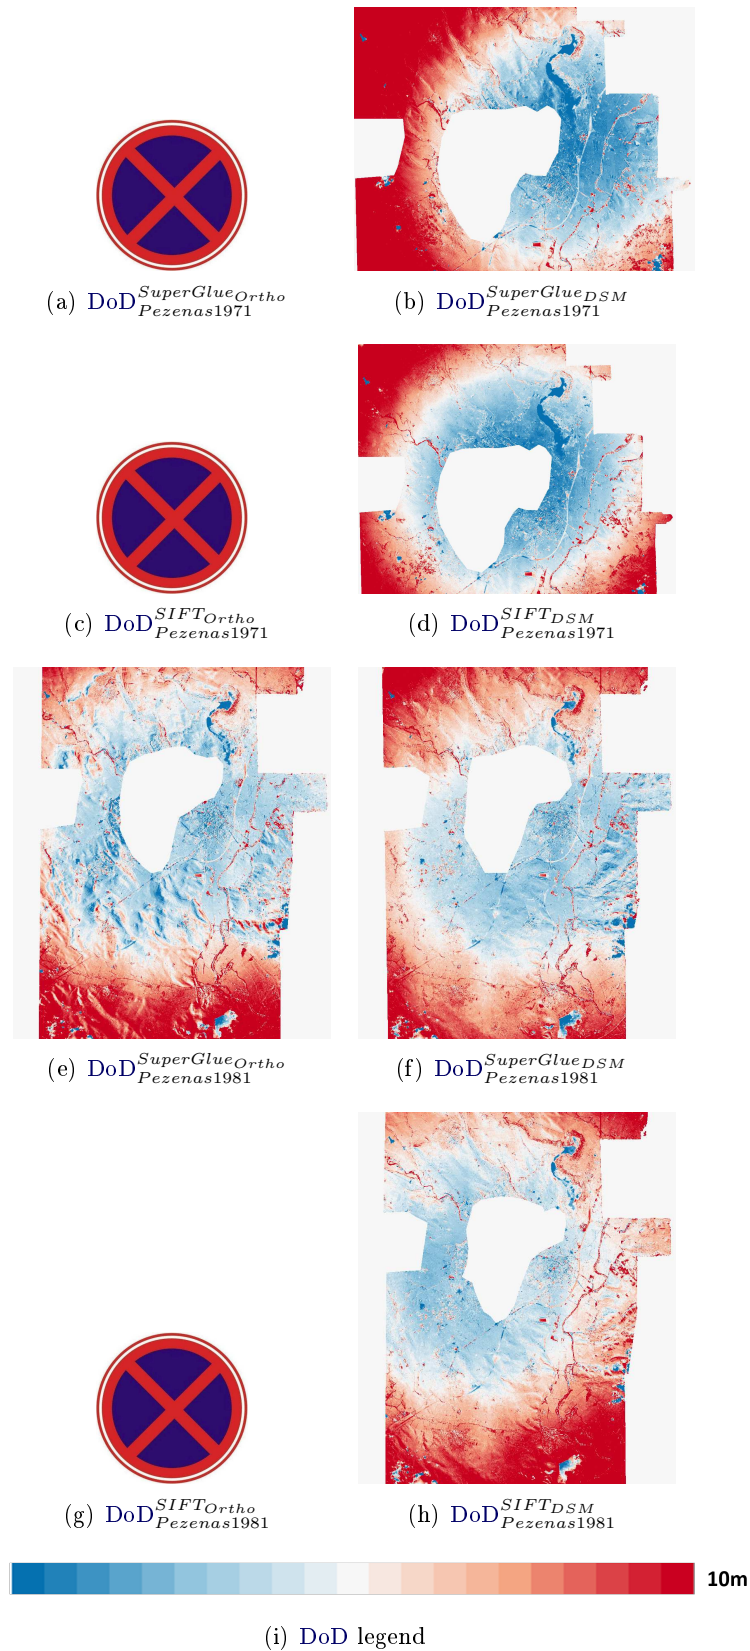 (a) DoD^{SuperGlue_{Ortho}}_{Pezenas1971}
(b) DoD^{SuperGlue_{DSM}}_{Pezenas1971}
(c) DoD^{SIFT_{Ortho}}_{Pezenas1971}
(d) DoD^{SIFT_{DSM}}_{Pezenas1971}
(e) DoD^{SuperGlue_{Ortho}}_{Pezenas1981}
(f) DoD^{SuperGlue_{DSM}}_{Pezenas1981}
(g) DoD^{SIFT_{Ortho}}_{Pezenas1981}
(h) DoD^{SIFT_{DSM}}_{Pezenas1981}
10m
(i) DoD legend